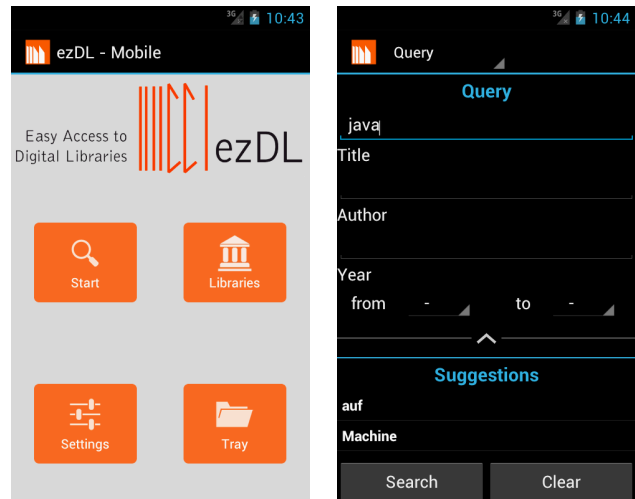 3G 10:43
ezDL - Mobile
Easy Access to
Digital Libraries
ezDL
Start
Libraries
Settings
Tray
3G 10:44
Query
Query
java
Title
Author
Year
from - to -
Suggestions
auf
Machine
Search Clear